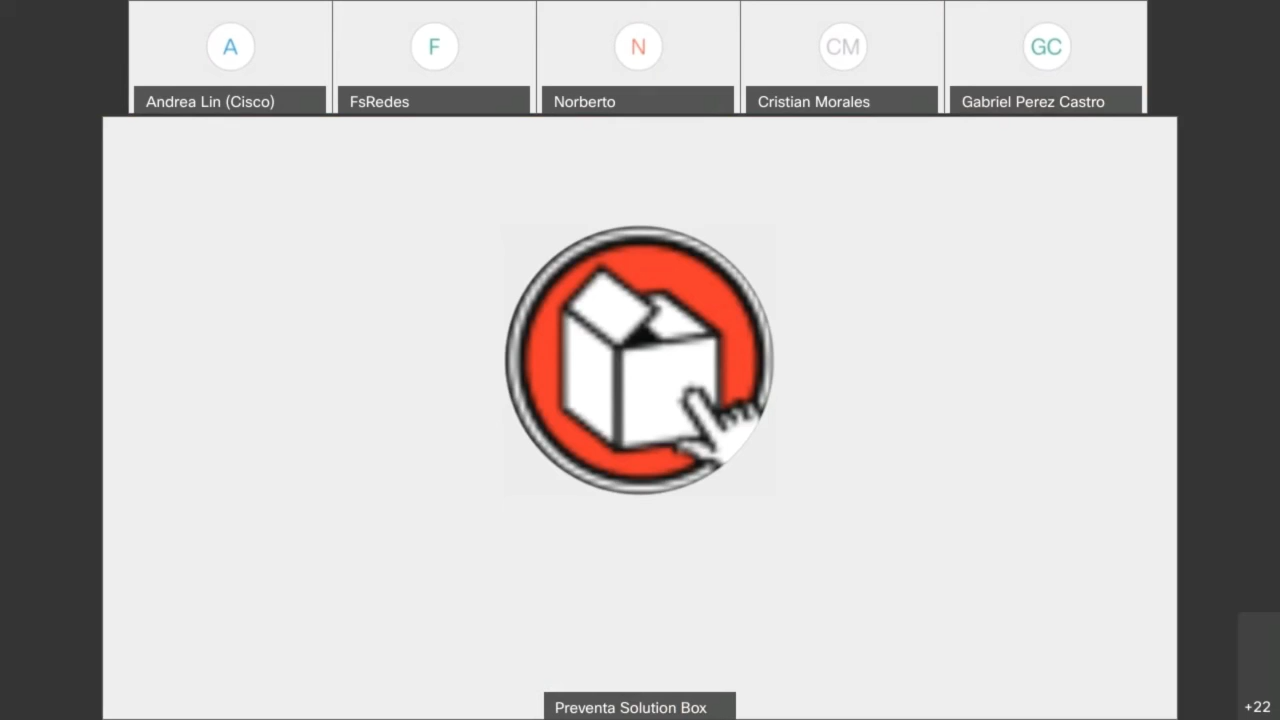 A
F
N
CM
GC
Andrea Lin (Cisco)
FsRedes
Norberto
Cristian Morales
Gabriel Perez Castro
Preventa Solution Box
+22